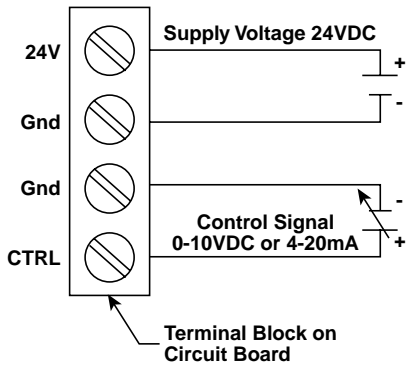 Supply Voltage 24VDC
24V
+
-
Gnd
Gnd
-
Control Signal
0-10VDC or 4-20mA
+
CTRL
Terminal Block on
Circuit Board